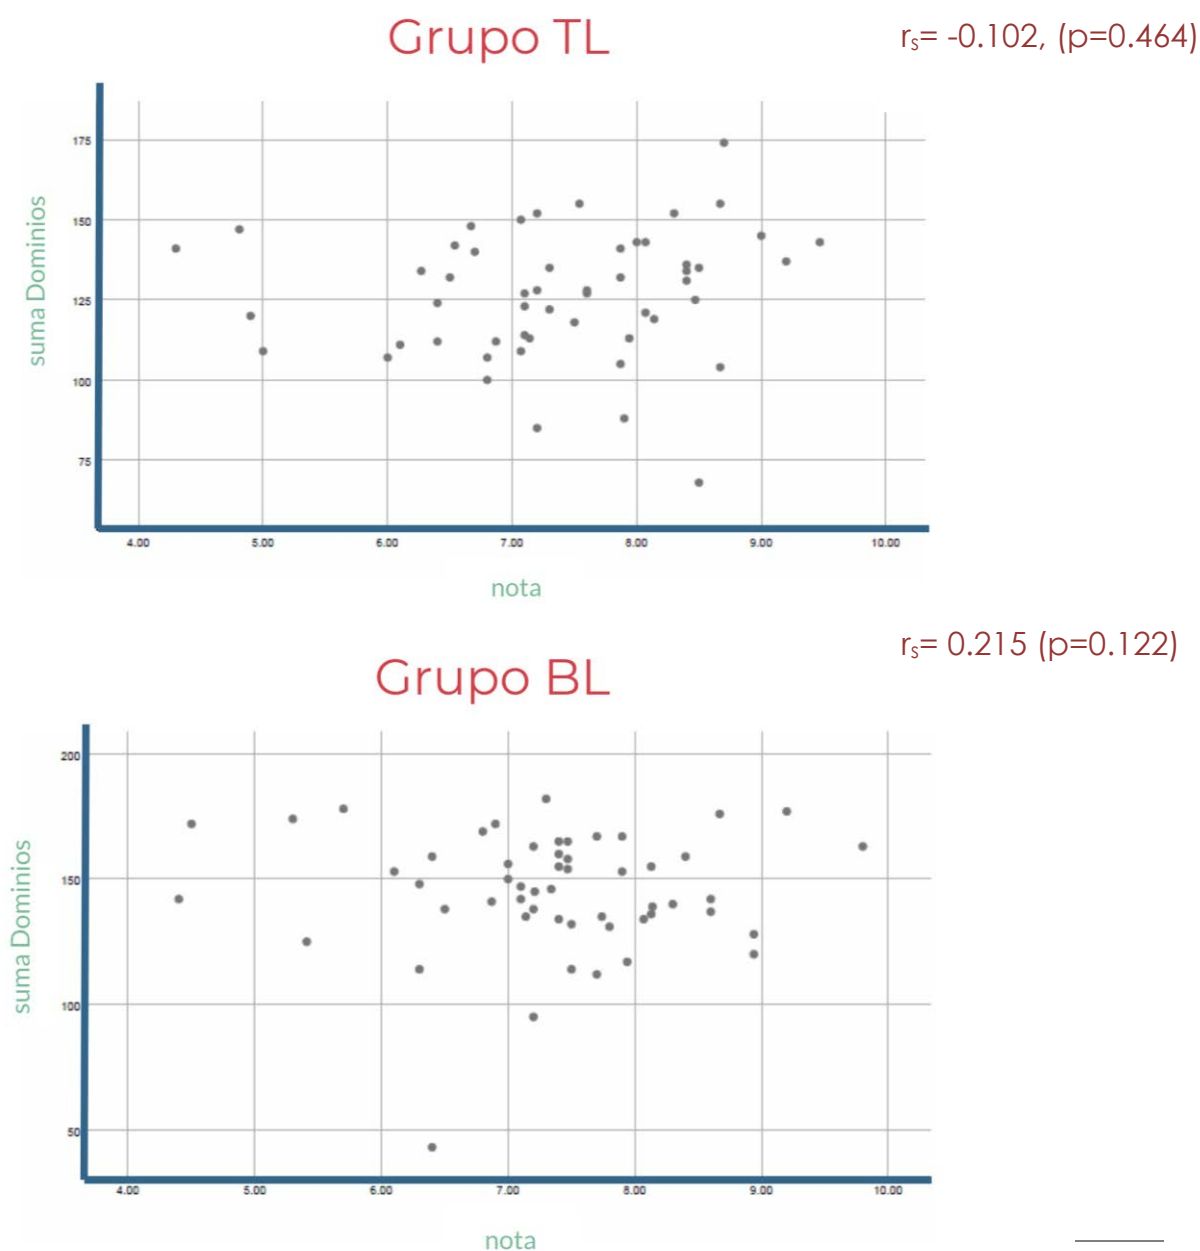 Grupo TL
rs= -0.102, (p=0.464)
suma Dominios
175
150
125
100
75
4.00 5.00 6.00 7.00 8.00 9.00 10.00
nota
rs= 0.215 (p=0.122)
Grupo BL
suma Dominios
200
150
100
50
4.00 5.00 6.00 7.00 8.00 9.00 10.00
nota